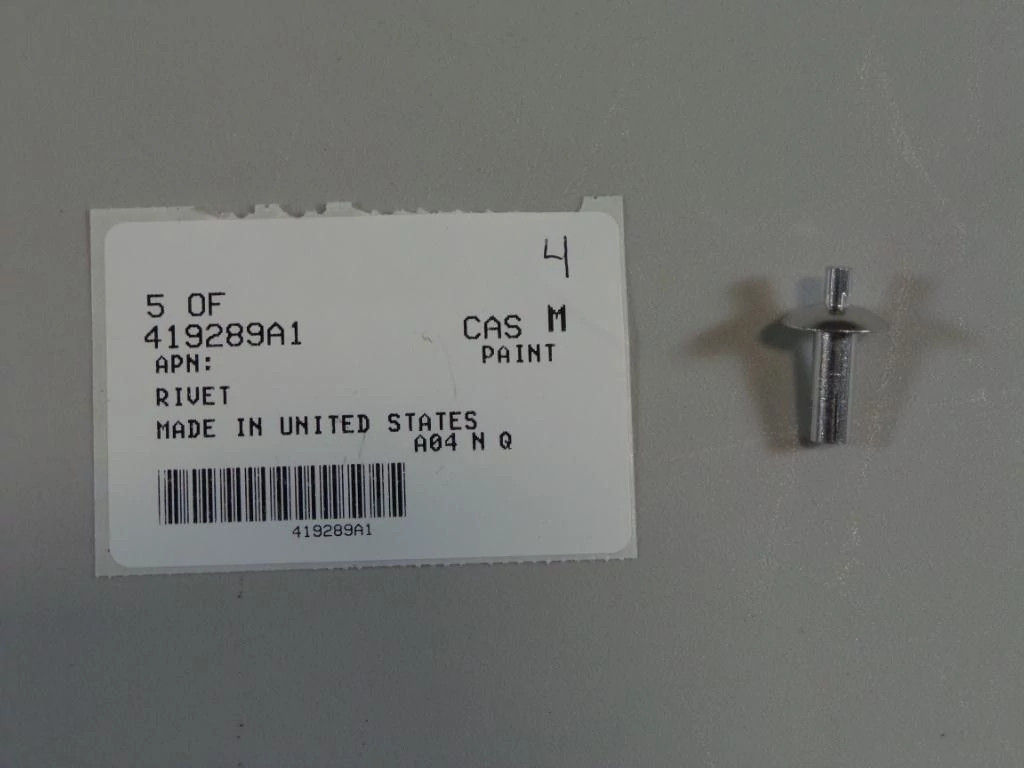 4
5 OF
419289A1
CAS M
APN:
PAINT
RIVET
MADE IN UNITED STATES
A04 N Q
419289A1